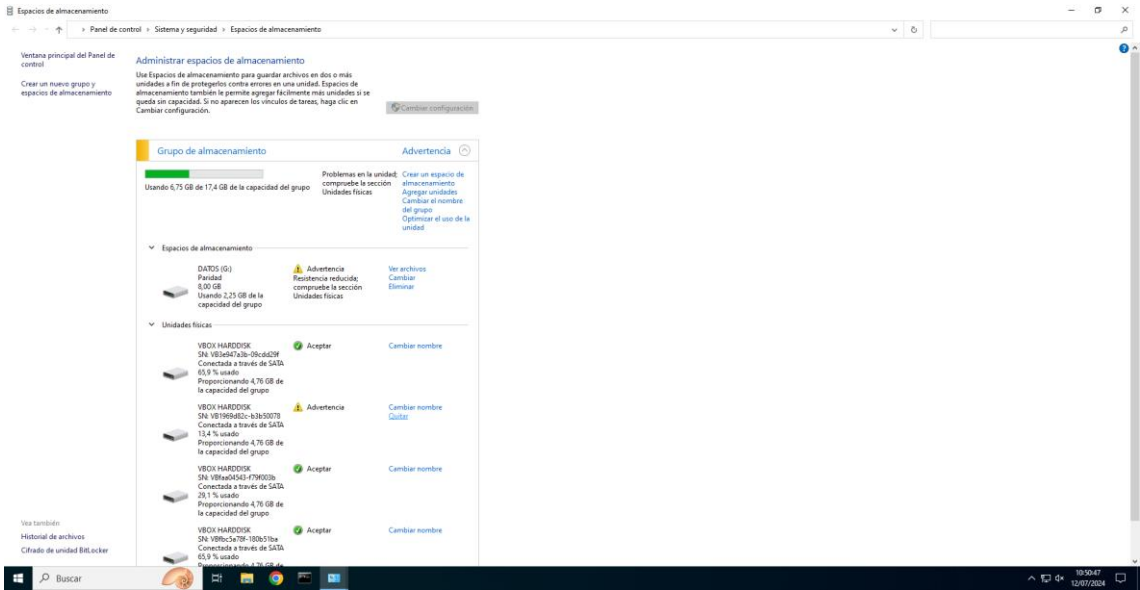 Espacios de almacenamiento
Panel de control › Sistema y seguridad › Espacios de almacenamiento
Ventana principal del Panel de
control
Crear un nuevo grupo y
espacios de almacenamiento
Administrar espacios de almacenamiento
Use Espacios de almacenamiento para guardar archivos en dos o más
unidades a fin de protegerlos contra errores en una unidad. Espacios de
almacenamiento también le permite agregar fácilmente más unidades si se
queda sin capacidad. Si no aparecen los vínculos de tareas, haga clic en
Cambiar configuración.
Cambiar configuración
Grupo de almacenamiento
Advertencia
Usando 6,75 GB de 17,4 GB de la capacidad del grupo
Problemas en la unidad;
compruebe la sección
Unidades físicas
Crear un espacio de
almacenamiento
Agregar unidades
Cambiar el nombre
del grupo
Optimizar el uso de la
unidad
Espacios de almacenamiento
DATOS (G:)
Paridad
8,00 GB
Usando 2,25 GB de la
capacidad del grupo
Advertencia
Resistencia reducida;
compruebe la sección
Unidades físicas
Ver archivos
Cambiar
Eliminar
Unidades físicas
VBOX HARDDISK
SN: VB3e947a3b-09cdd29f
Conectada a través de SATA
65,9 % usado
Proporcionando 4,76 GB de
la capacidad del grupo
Aceptar
Cambiar nombre
VBOX HARDDISK
SN: VB1969d82c-b3b50078
Conectada a través de SATA
13,4 % usado
Proporcionando 4,76 GB de
la capacidad del grupo
Advertencia
Cambiar nombre
Quitar
VBOX HARDDISK
SN: VBfaa04543-f79f003b
Conectada a través de SATA
29,1 % usado
Proporcionando 4,76 GB de
la capacidad del grupo
Aceptar
Cambiar nombre
VBOX HARDDISK
SN: VBffbc5a78f-180b51ba
Conectada a través de SATA
65,9 % usado
Proporcionando 4,76 GB de
Aceptar
Cambiar nombre
Vea también
Historial de archivos
Cifrado de unidad BitLocker
Buscar
10:50:47
12/07/2024